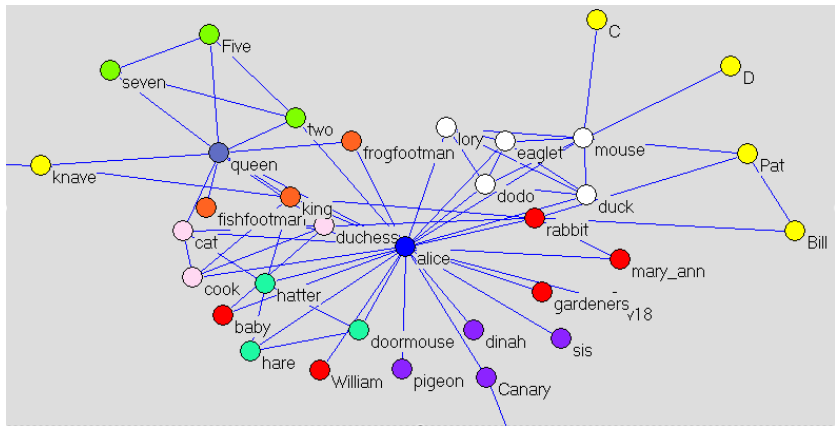 C
Five
D
seven
two
lory
eaglet
mouse
frogfootman
queen
Pat
knave
dodo
duck
king
fishfootman
rabbit
Bill
cat
duchess
alice
mary_ann
cook
hatter
gardeners
baby
doormouse
dinah
sis
hare
William
pigeon
Canary